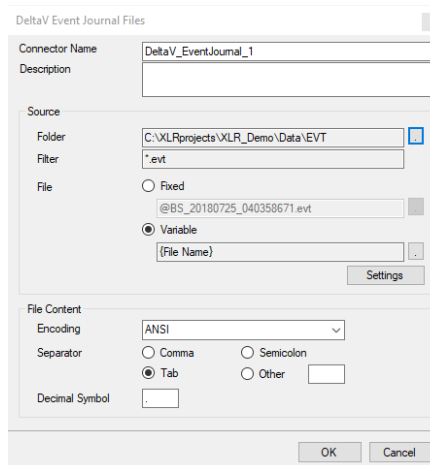 DeltaV Event Journal Files
Connector Name DeltaV_EventJournal_1
Description
Source
Folder C:\XLRprojects\XLR_Demo\Data\EVT .
Filter *.evt
File Fixed
@BS_20180725_040358671.evt .
Variable
{File Name} .
Settings
File Content
Encoding ANSI
Separator Comma Semicolon
Tab Other
Decimal Symbol .
OK Cancel